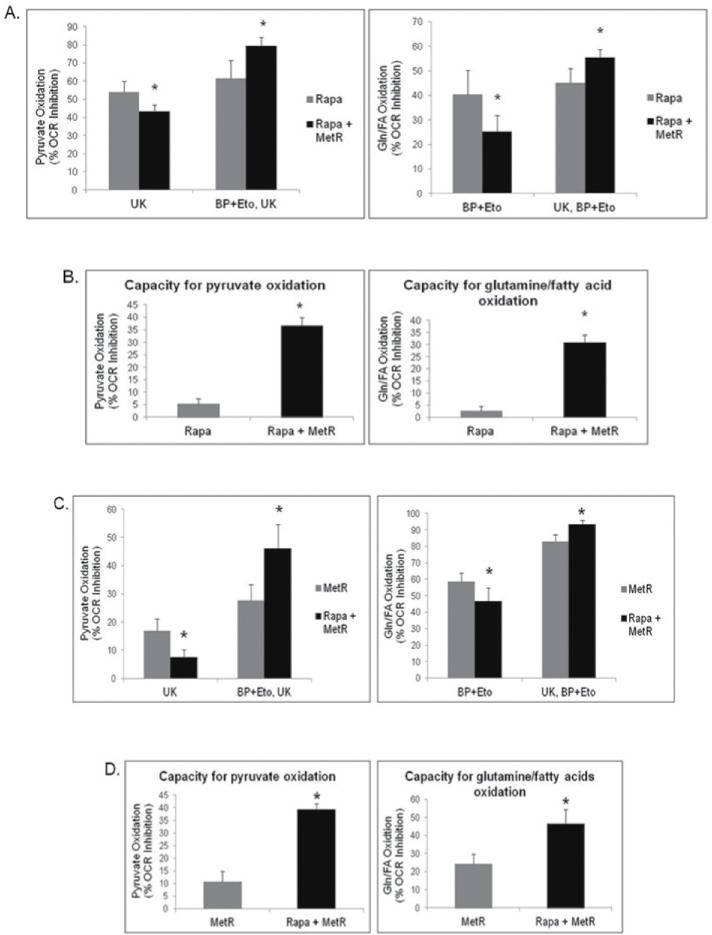 A.
Pyruvate Oxidation
(% OCR Inhibition)
90
80
70
60
50
40
30
20
10
0
*
*
UK
BP+Eto, UK
Rapa
Rapa +
MetR
Gln/FA Oxidation
(% OCR Inhibition)
70
60
50
40
30
20
10
0
*
*
BP+Eto
UK, BP+Eto
Rapa
Rapa +
MetR
B.
Capacity for pyruvate oxidation
Pyruvate Oxidation
(% OCR Inhibition)
45
40
35
30
25
20
15
10
5
0
*
Rapa
Rapa + MetR
Capacity for glutamine/fatty acid
oxidation
Gln/FA Oxidation
(% OCR Inhibition)
40
35
30
25
20
15
10
5
0
*
Rapa
Rapa + MetR
C.
Pyruvate Oxidation
(% OCR Inhibition)
60
50
40
30
20
10
0
*
*
UK
BP+Eto, UK
MetR
Rapa +
MetR
Gln/FA Oxidation
(% OCR Inhibition)
100
90
80
70
60
50
40
30
20
10
0
*
*
BP+Eto
UK, BP+Eto
MetR
Rapa +
MetR
D.
Capacity for pyruvate oxidation
Pyruvate Oxidation
(% OCR Inhibition)
45
40
35
30
25
20
15
10
5
0
*
MetR
Rapa + MetR
Capacity for glutamine/fatty acids
oxidation
Gln/FA Oxidtion
(% OCR Inhibition)
60
50
40
30
20
10
0
*
MetR
Rapa + MetR